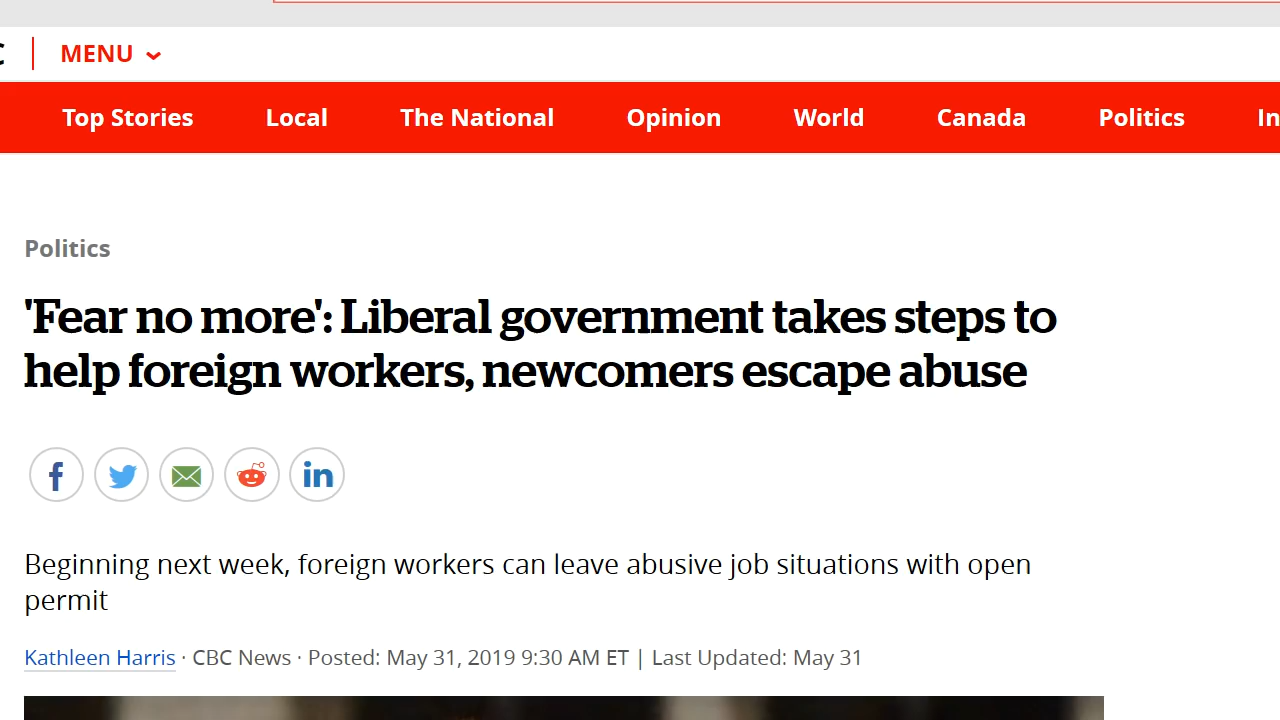 MENU
Top Stories Local The National Opinion World Canada Politics In
Politics
'Fear no more': Liberal government takes steps to
help foreign workers, newcomers escape abuse
Beginning next week, foreign workers can leave abusive job situations with open
permit
Kathleen Harris · CBC News · Posted: May 31, 2019 9:30 AM ET | Last Updated: May 31